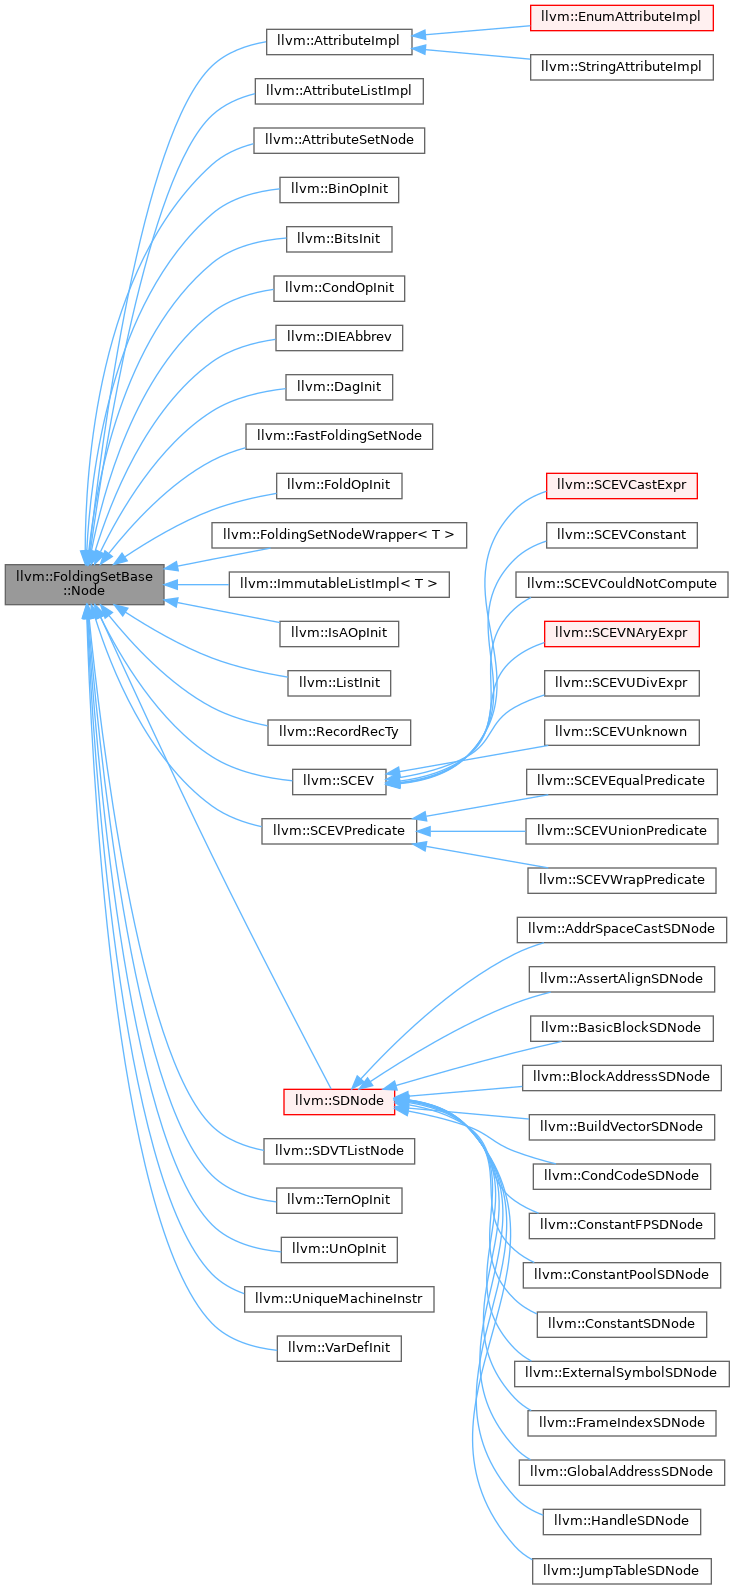 llvm::EnumAttributeImpl
llvm::AttributeImpl
llvm::StringAttributeImpl
llvm::AttributeListImpl
llvm::AttributeSetNode
llvm::BinOpInit
llvm::BitsInit
llvm::CondOpInit
llvm::DIEAbbrev
llvm::DagInit
llvm::FastFoldingSetNode
llvm::FoldOpInit
llvm::FoldingSetNodeWrapper< T >
llvm::FoldingSetBase
::Node
llvm::ImmutableListImpl< T >
llvm::IsAOpInit
llvm::ListInit
llvm::RecordRecTy
llvm::SCEV
llvm::SCEVPredicate
llvm::SCEVCastExpr
llvm::SCEVConstant
llvm::SCEVCouldNotCompute
llvm::SCEVNAryExpr
llvm::SCEVUDivExpr
llvm::SCEVUnknown
llvm::SCEVEqualPredicate
llvm::SCEVUnionPredicate
llvm::SCEVWrapPredicate
llvm::SDNode
llvm::SDVTListNode
llvm::TernOpInit
llvm::UnOpInit
llvm::UniqueMachineInstr
llvm::VarDefInit
llvm::AddrSpaceCastSDNode
llvm::AssertAlignSDNode
llvm::BasicBlockSDNode
llvm::BlockAddressSDNode
llvm::BuildVectorSDNode
llvm::CondCodeSDNode
llvm::ConstantFPSDNode
llvm::ConstantPoolSDNode
llvm::ConstantSDNode
llvm::ExternalSymbolSDNode
llvm::FrameIndexSDNode
llvm::GlobalAddressSDNode
llvm::HandleSDNode
llvm::JumpTableSDNode